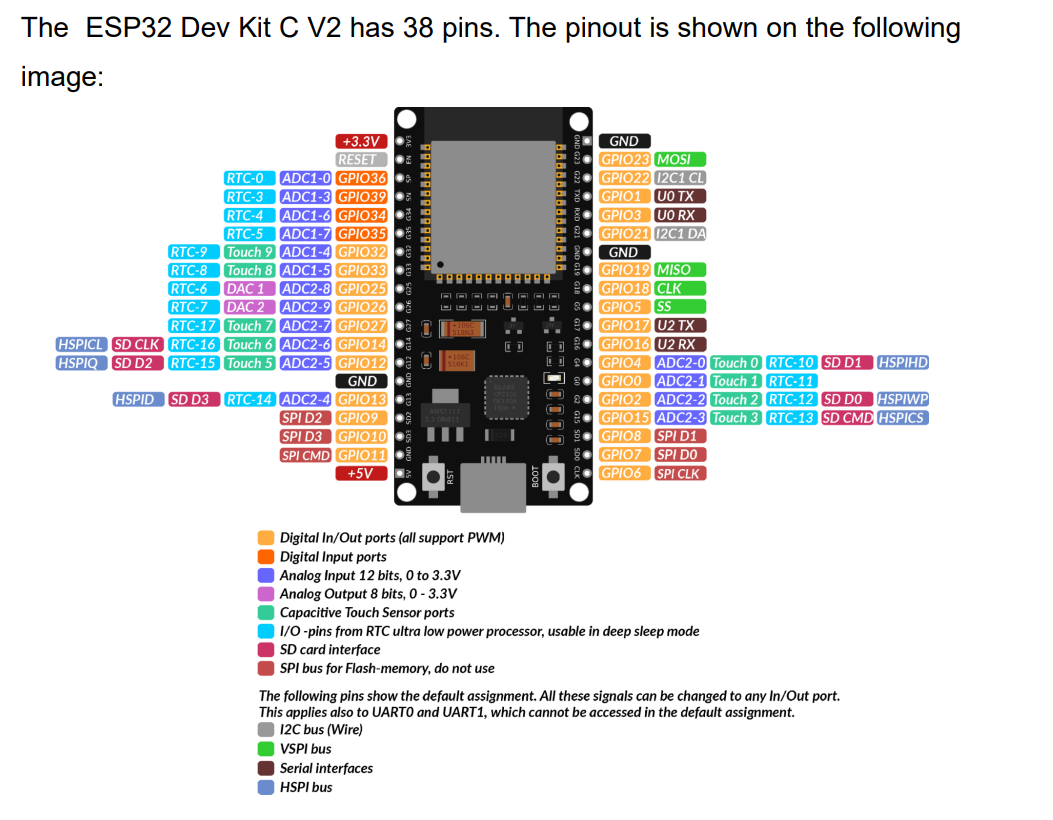 The ESP32 Dev Kit C V2 has 38 pins. The pinout is shown on the following
image:
+3.3V GND
RESET GPIO23 MOSI
RTC-0 ADC1-0 GPIO36 GPIO22 I2C1 CL
RTC-3 ADC1-3 GPIO39 GPIO1 U0 TX
RTC-4 ADC1-6 GPIO34 GPIO3 U0 RX
RTC-5 ADC1-7 GPIO35 GPIO21 I2C1 DA
RTC-9 Touch 9 ADC1-4 GPIO32 GND
RTC-8 Touch 8 ADC1-5 GPIO33 GPIO19 MISO
RTC-6 DAC 1 ADC2-8 GPIO25 GPIO18 CLK
RTC-7 DAC 2 ADC2-9 GPIO26 GPIO5 SS
RTC-17 Touch 7 ADC2-7 GPIO27 GPIO17 U2 TX
HSPICL SD CLK RTC-16 Touch 6 ADC2-6 GPIO14 GPIO16 U2 RX
HSPIQ SD D2 RTC-15 Touch 5 ADC2-5 GPIO12 GPIO4 ADC2-0 Touch 0 RTC-10 SD D1 HSPIHD
GND GPIO0 ADC2-1 Touch 1 RTC-11
HSPID SD D3 RTC-14 ADC2-4 GPIO13 GPIO2 ADC2-2 Touch 2 RTC-12 SD D0 HSPIWP
SPI D2 GPIO9 GPIO15 ADC2-3 Touch 3 RTC-13 SD CMD HSPICS
SPI D3 GPIO10 GPIO8 SPI D1
SPI CMD GPIO11 GPIO7 SPI D0
+5V GPIO6 SPI CLK
3V3 EN SP SN G34 G35 G32 G33 G25 G26 G27 G14 G12 GND G13 SD2 SD3 GND 5V
GND G23 G22 TXD RXD G21 GND G19 G18 G5 G17 G16 G4 G0 G2 G15 SD1 SD0 CLK
RST BOOT
Digital In/Out ports (all support PWM)
Digital Input ports
Analog Input 12 bits, 0 to 3.3V
Analog Output 8 bits, 0 - 3.3V
Capacitive Touch Sensor ports
I/O -pins from RTC ultra low power processor, usable in deep sleep mode
SD card interface
SPI bus for Flash-memory, do not use
The following pins show the default assignment. All these signals can be changed to any In/Out port.
This applies also to UART0 and UART1, which cannot be accessed in the default assignment.
I2C bus (Wire)
VSPI bus
Serial interfaces
HSPI bus